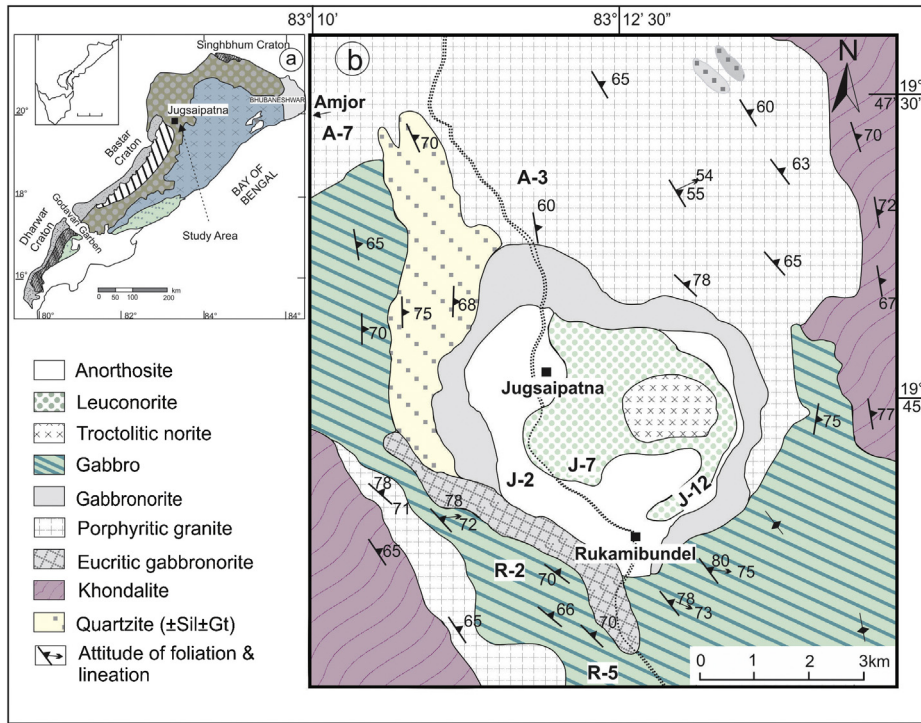 83° 10'
83° 12' 30"
a
Singhbhum Craton
BHUBANESHWAR
20°
Jugsaipatna
Bastar Craton
18°
BAY OF BENGAL
Godavari Garben
Dharwar Craton
Study Area
16°
0 50 100 200 km
80° 82° 84° 84°
Anorthosite
Leuconorite
Troctolitic norite
Gabbro
Gabbronorite
Porphyritic granite
Eucritic gabbronorite
Khondalite
Quartzite (±Sil±Gt)
Attitude of foliation &
lineation
b
N
19°
47' 30"
65
60
Amjor
A-7
70
70
A-3
63
54
55
60
72
65
65
78
67
75
68
70
19°
45'
Jugsaipatna
75
77
J-7
J-2
J-12
78
71
78
72
Rukamibundel
65
R-2
80
75
70
78
73
66
65
70
R-5
0 1 2 3km